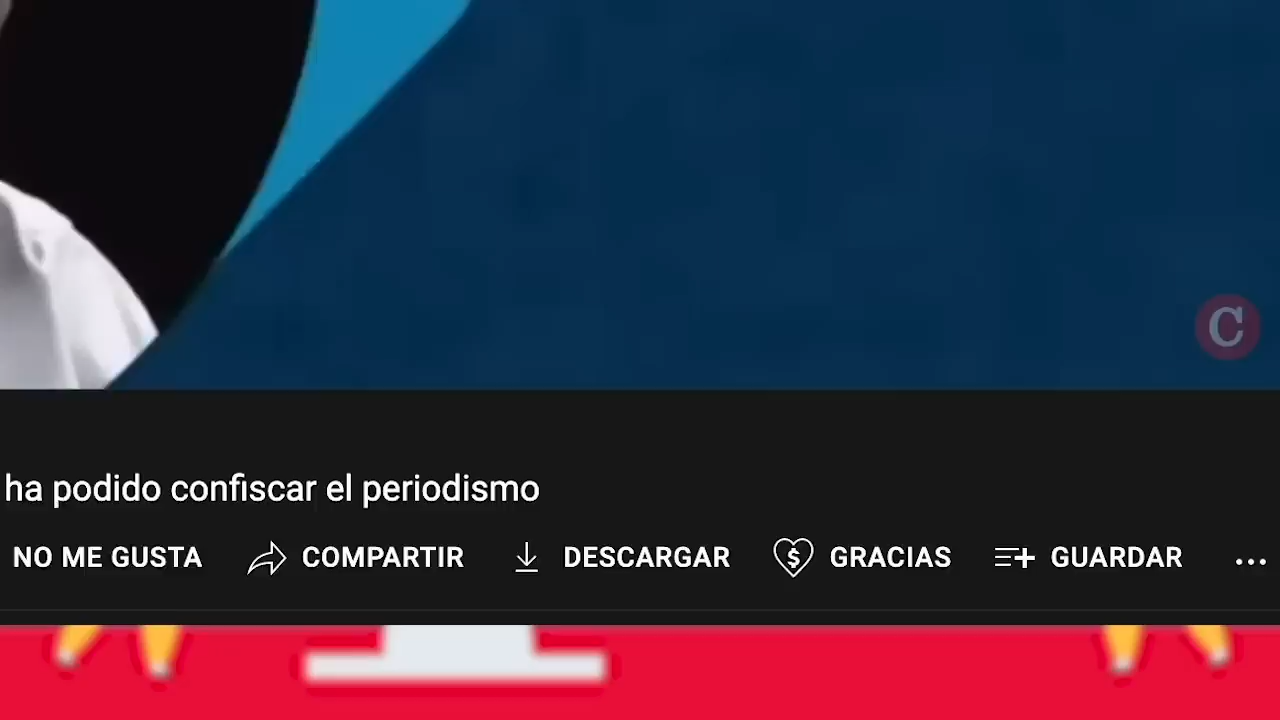 C
ha podido confiscar el periodismo
NO ME GUSTA COMPARTIR DESCARGAR GRACIAS GUARDAR ...